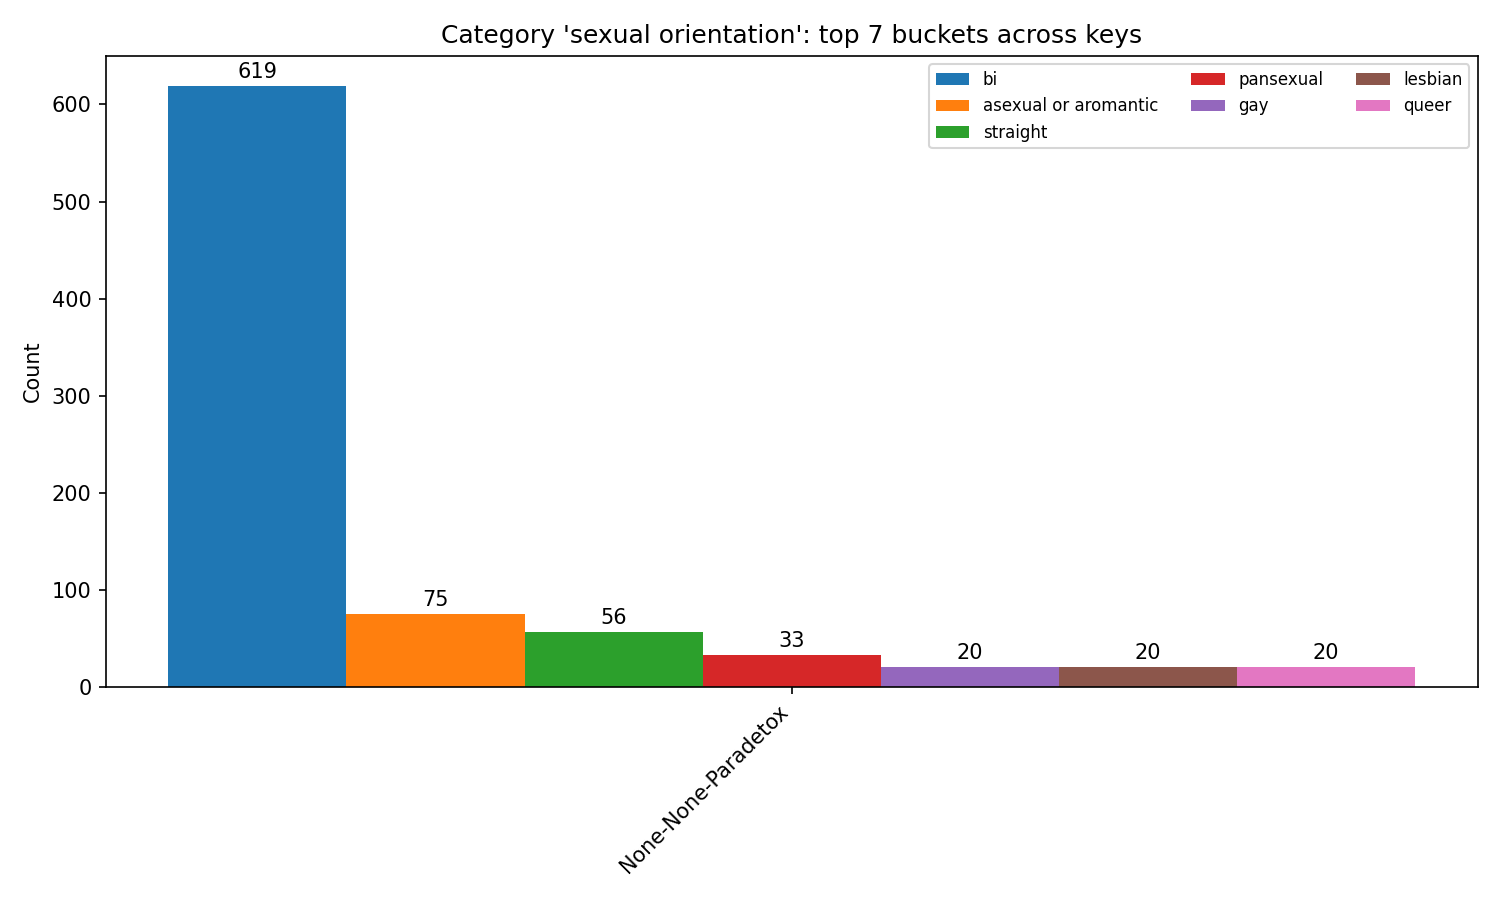 Category 'sexual orientation': top 7 buckets across keys
619
600
500
400
300
200
100
0
Count
75
56
33
20
20
20
bi
asexual or aromantic
straight
pansexual
gay
lesbian
queer
None-None-Paradetox